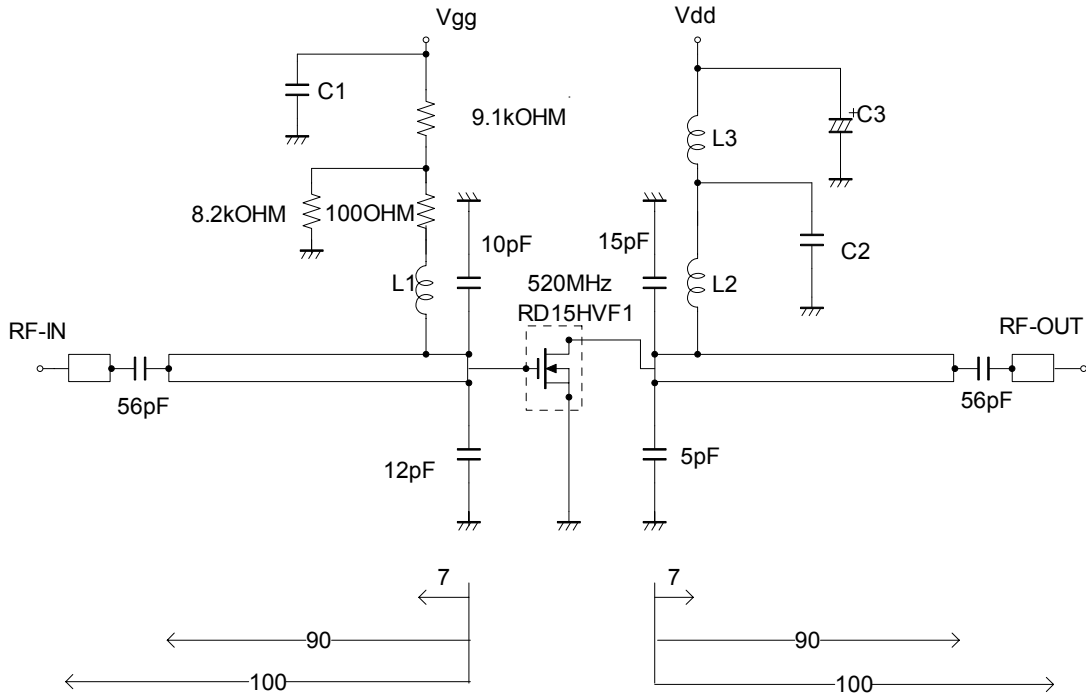 Vgg
Vdd
C1
9.1kOHM
L3
+C3
8.2kOHM
100OHM
10pF
15pF
C2
L1
520MHz
L2
RD15HVF1
RF-IN
RF-OUT
56pF
56pF
12pF
5pF
7
7
90
90
100
100